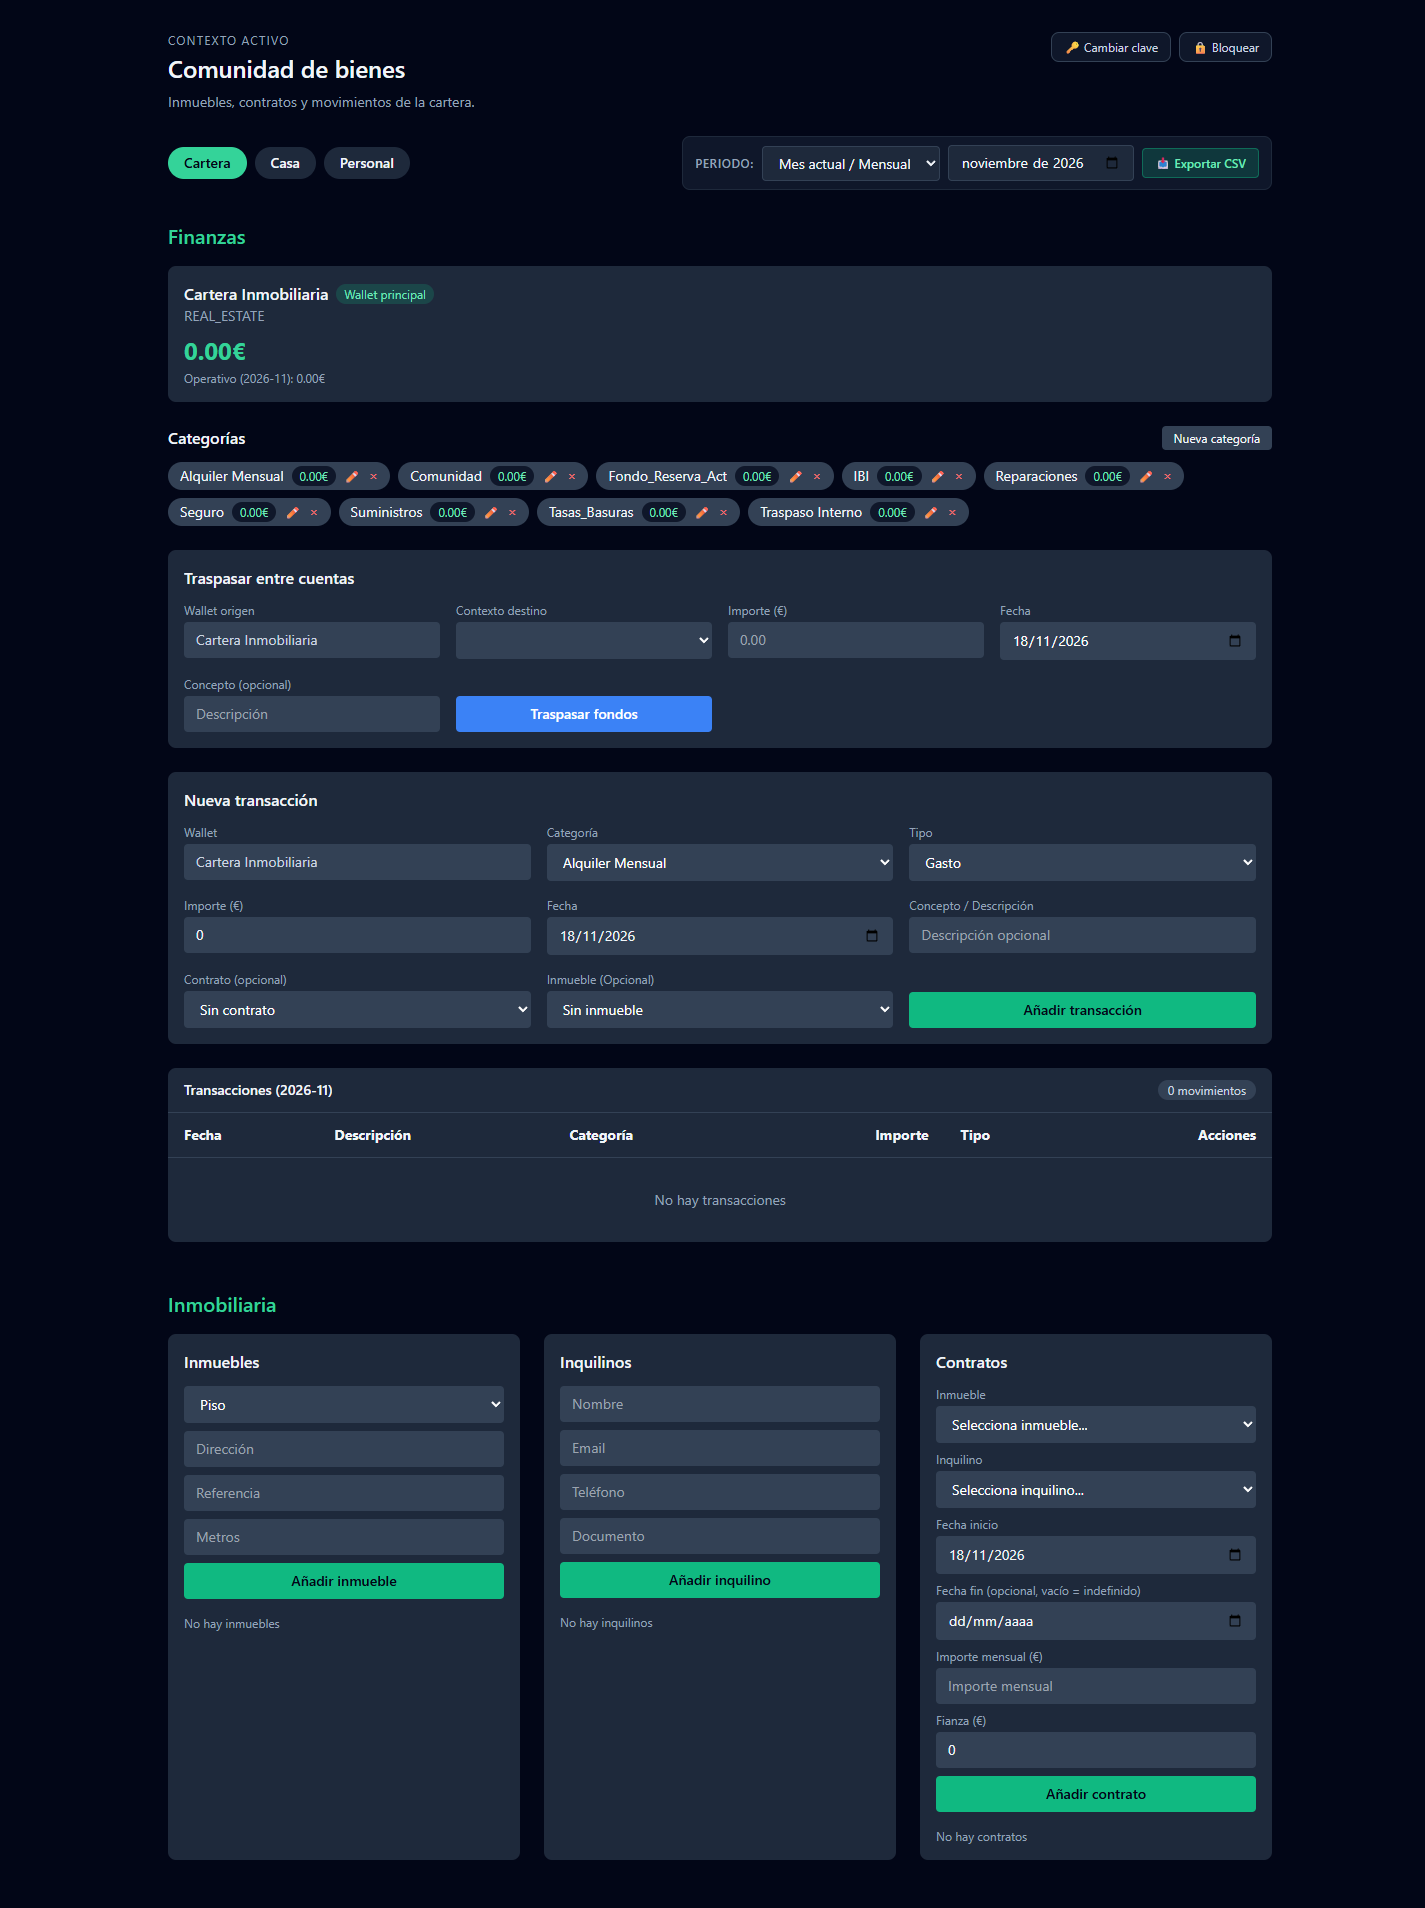 CONTEXTO ACTIVO
Comunidad de bienes
Inmuebles, contratos y movimientos de la cartera.
Cambiar clave
Bloquear
Cartera
Casa
Personal
PERIODO:
Mes actual / Mensual
noviembre de 2026
Exportar CSV
Finanzas
Cartera Inmobiliaria
Wallet principal
REAL_ESTATE
0.00€
Operativo (2026-11): 0.00€
Categorías
Nueva categoría
Alquiler Mensual 0.00€
Comunidad 0.00€
Fondo_Reserva_Act 0.00€
IBI 0.00€
Reparaciones 0.00€
Seguro 0.00€
Suministros 0.00€
Tasas_Basuras 0.00€
Traspaso Interno 0.00€
Traspasar entre cuentas
Wallet origen
Cartera Inmobiliaria
Contexto destino
Importe (€)
0.00
Fecha
18/11/2026
Concepto (opcional)
Descripción
Traspasar fondos
Nueva transacción
Wallet
Cartera Inmobiliaria
Categoría
Alquiler Mensual
Tipo
Gasto
Importe (€)
0
Fecha
18/11/2026
Concepto / Descripción
Descripción opcional
Contrato (opcional)
Sin contrato
Inmueble (Opcional)
Sin inmueble
Añadir transacción
Transacciones (2026-11)
0 movimientos
Fecha Descripción Categoría Importe Tipo Acciones
No hay transacciones
Inmobiliaria
Inmuebles
Piso
Dirección
Referencia
Metros
Añadir inmueble
No hay inmuebles
Inquilinos
Nombre
Email
Teléfono
Documento
Añadir inquilino
No hay inquilinos
Contratos
Inmueble
Selecciona inmueble...
Inquilino
Selecciona inquilino...
Fecha inicio
18/11/2026
Fecha fin (opcional, vacío = indefinido)
dd/mm/aaaa
Importe mensual (€)
Importe mensual
Fianza (€)
0
Añadir contrato
No hay contratos